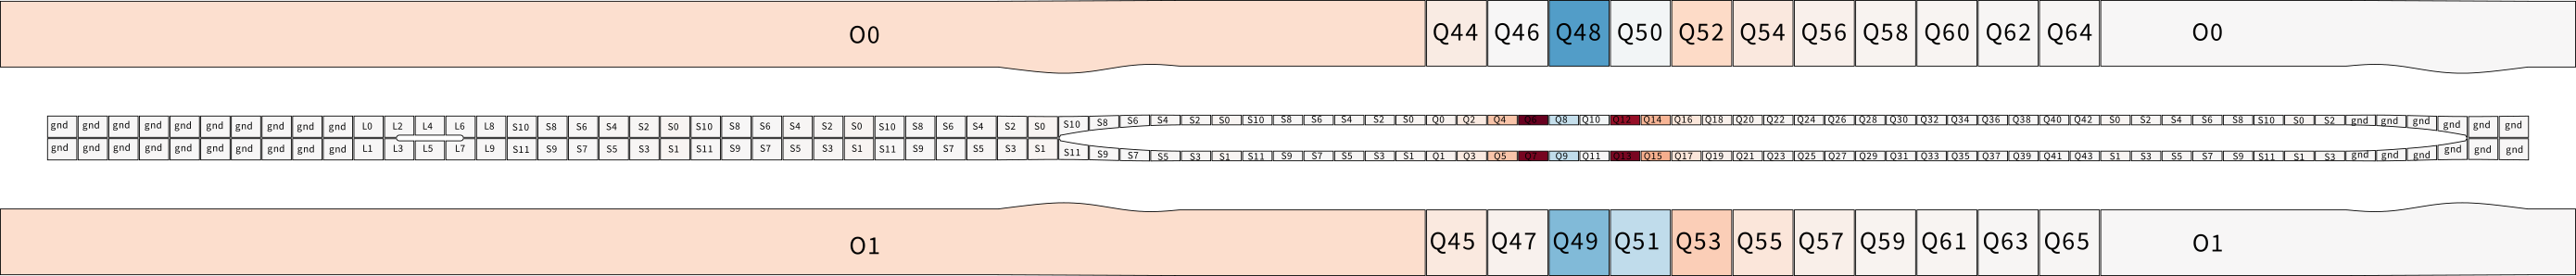 O0 Q44 Q46 Q48 Q50 Q52 Q54 Q56 Q58 Q60 Q62 Q64 O0
gnd gnd gnd gnd gnd gnd gnd gnd gnd gnd L0 L2 L4 L6 L8 S10 S8 S6 S4 S2 S0 S10 S8 S6 S4 S2 S0 S10 S8 S6 S4 S2 S0 S10 S8 S6 S4 S2 S0 S10 S8 S6 S4 S2 S0 Q0 Q2 Q4 Q6 Q8 Q10 Q12 Q14 Q16 Q18 Q20 Q22 Q24 Q26 Q28 Q30 Q32 Q34 Q36 Q38 Q40 Q42 S0 S2 S4 S6 S8 S10 S0 S2 gnd gnd gnd gnd gnd gnd
gnd gnd gnd gnd gnd gnd gnd gnd gnd gnd L1 L3 L5 L7 L9 S11 S9 S7 S5 S3 S1 S11 S9 S7 S5 S3 S1 S11 S9 S7 S5 S3 S1 S11 S9 S7 S5 S3 S1 S11 S9 S7 S5 S3 S1 Q1 Q3 Q5 Q7 Q9 Q11 Q13 Q15 Q17 Q19 Q21 Q23 Q25 Q27 Q29 Q31 Q33 Q35 Q37 Q39 Q41 Q43 S1 S3 S5 S7 S9 S11 S1 S3 gnd gnd gnd gnd gnd gnd
O1 Q45 Q47 Q49 Q51 Q53 Q55 Q57 Q59 Q61 Q63 Q65 O1